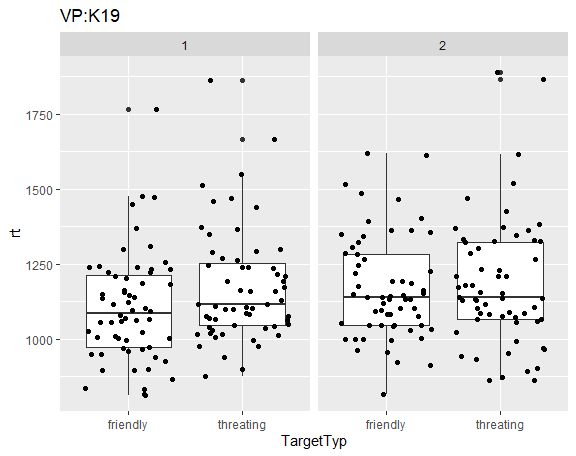 VP:K19
1
2
rt
1750
1500
1250
1000
friendly
threating
friendly
threating
TargetTyp